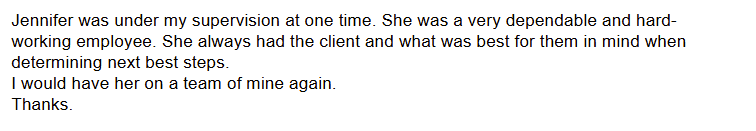 Jennifer was under my supervision at one time. She was a very dependable and hard-
working employee. She always had the client and what was best for them in mind when
determining next best steps.
I would have her on a team of mine again.
Thanks.